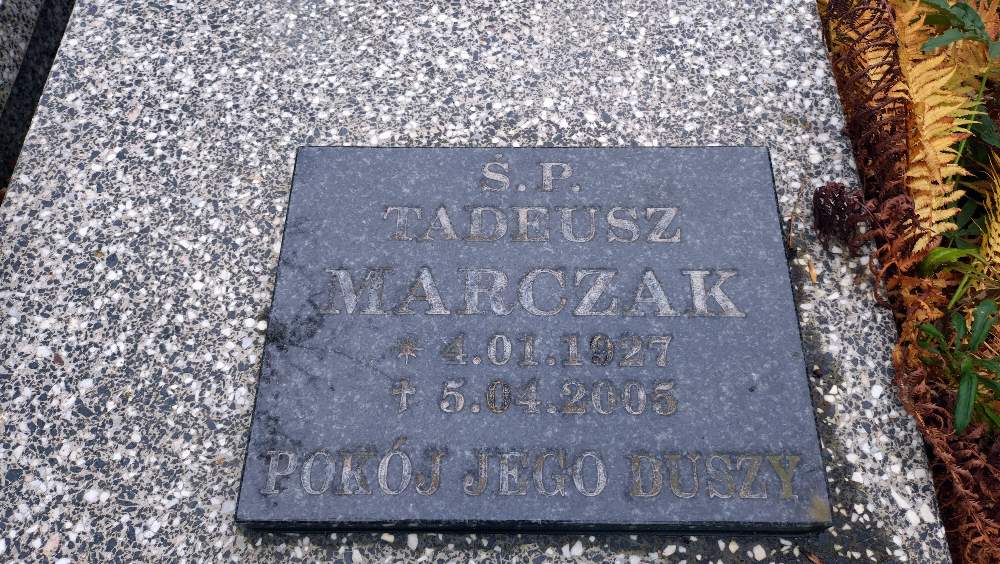 Ś.P.
TADEUSZ
MARCZAK
* 4.01.1927
† 5.04.2005
POKÓJ JEGO DUSZY